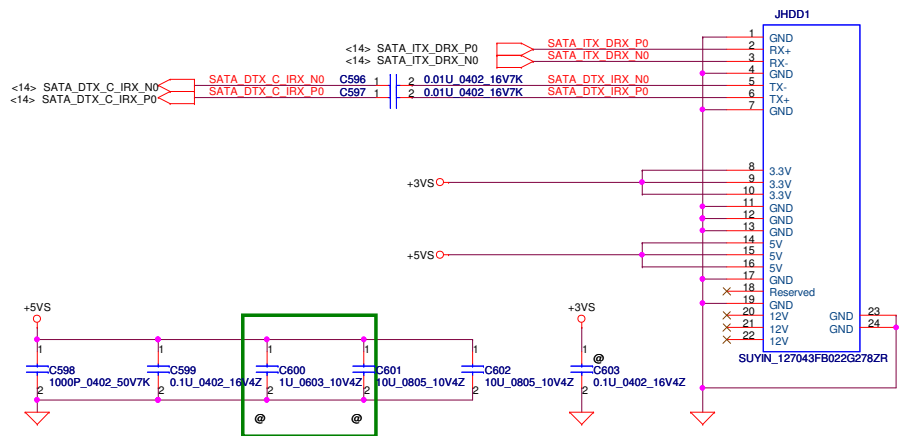 JHDD1
1 GND
<14> SATA_ITX_DRX_P0 SATA_ITX_DRX_P0 2 RX+
<14> SATA_ITX_DRX_N0 SATA_ITX_DRX_N0 3 RX-
4 GND
<14> SATA_DTX_C_IRX_N0 SATA_DTX_C_IRX_N0 C596 1 2 0.01U_0402_16V7K SATA_DTX_IRX_N0 5 TX-
<14> SATA_DTX_C_IRX_P0 SATA_DTX_C_IRX_P0 C597 1 2 0.01U_0402_16V7K SATA_DTX_IRX_P0 6 TX+
7 GND
8 3.3V
+3VS 9 3.3V
10 3.3V
11 GND
12 GND
13 GND
14 5V
+5VS 15 5V
16 5V
17 GND
18 Reserved
19 GND
20 12V GND 23
21 12V GND 24
22 12V
SUYIN_127043FB022G278ZR
+5VS +3VS
1 1 1 1 1 1 @
C598 C599 C600 C601 C602 C603
1000P_0402_50V7K 0.1U_0402_16V4Z 1U_0603_10V4Z 10U_0805_10V4Z 10U_0805_10V4Z 0.1U_0402_16V4Z
2 2 2 2 2 2
@ @